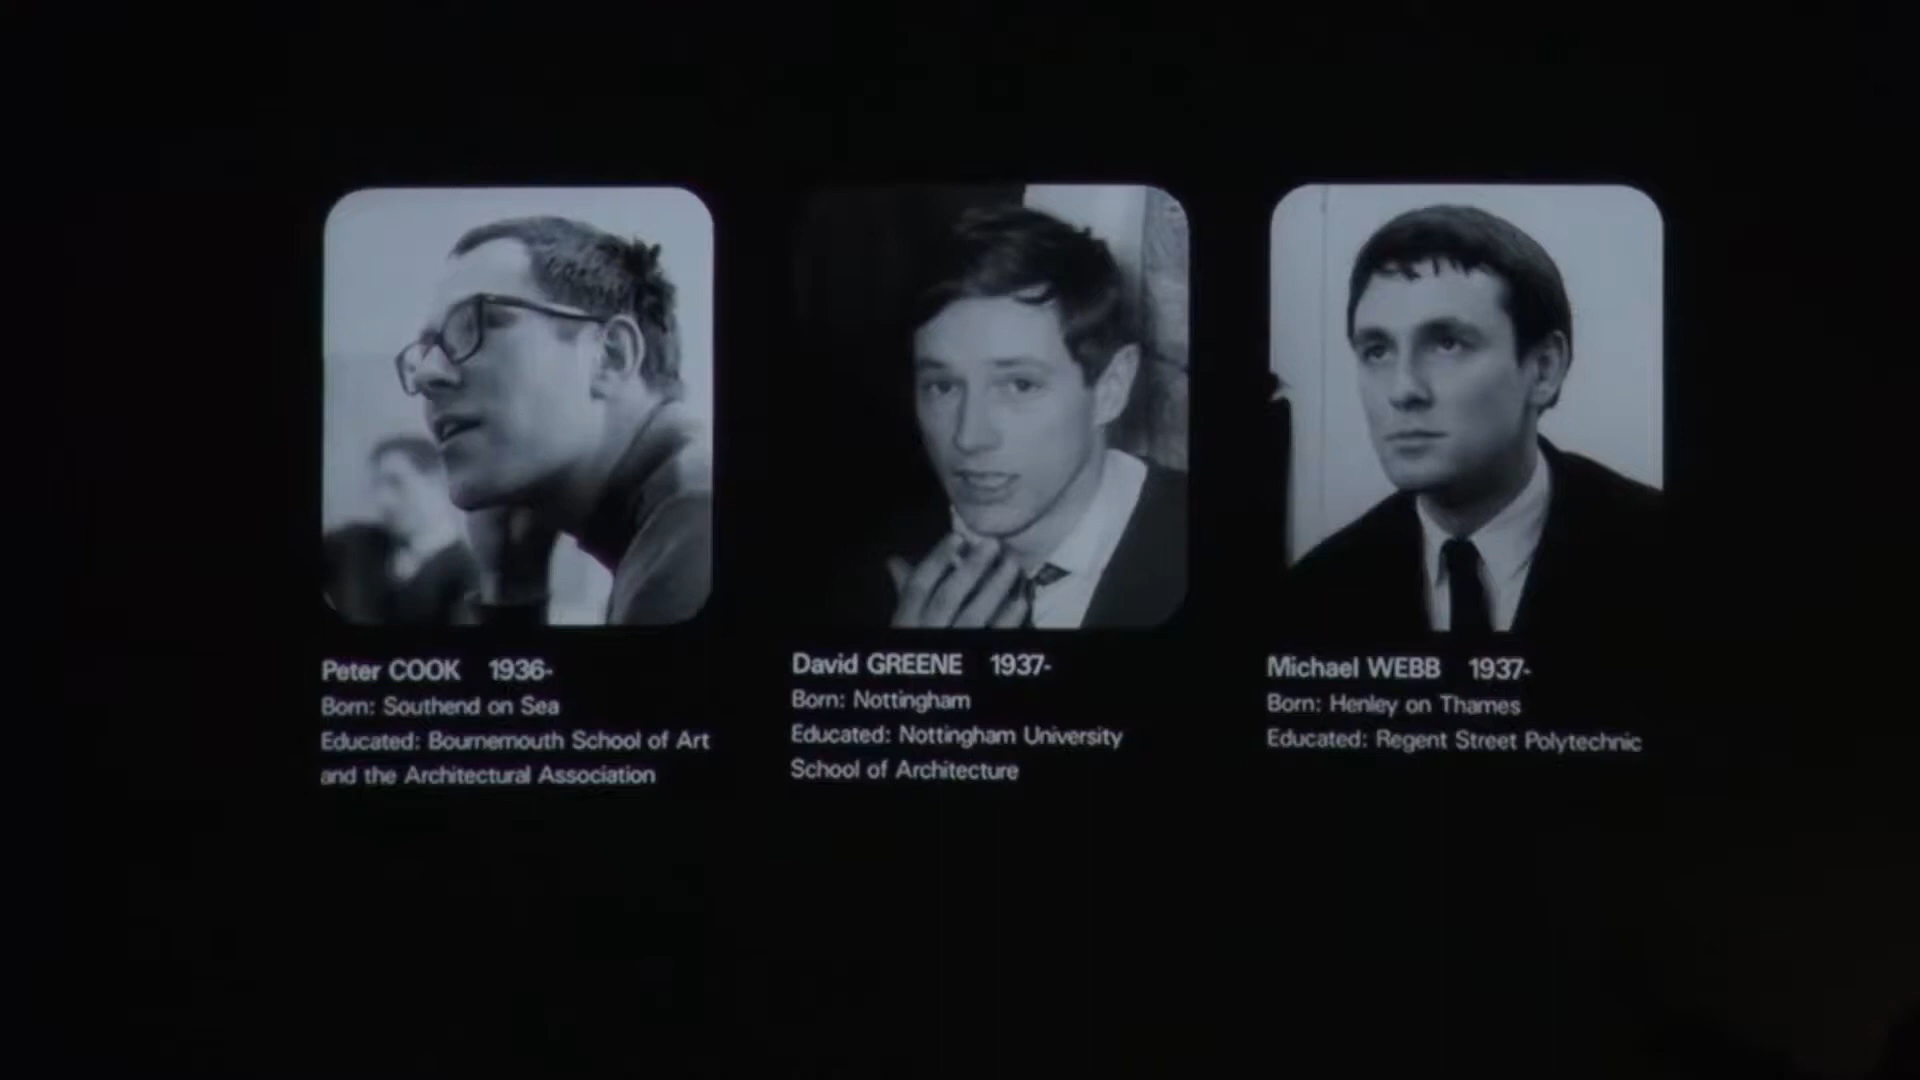 Peter COOK 1936-
Born: Southend on Sea
Educated: Bournemouth School of Art
and the Architectural Association
David GREENE 1937-
Born: Nottingham
Educated: Nottingham University
School of Architecture
Michael WEBB 1937-
Born: Henley on Thames
Educated: Regent Street Polytechnic